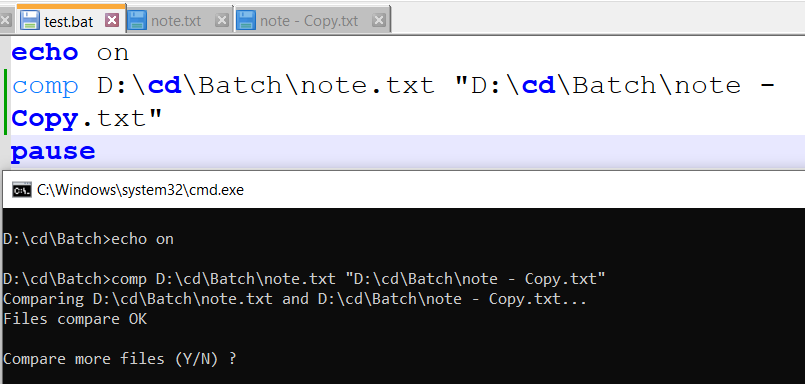 test.bat note.txt note - Copy.txt
echo on
comp D:\cd\Batch\note.txt "D:\cd\Batch\note -
Copy.txt"
pause
C:\Windows\system32\cmd.exe
D:\cd\Batch>echo on
D:\cd\Batch>comp D:\cd\Batch\note.txt "D:\cd\Batch\note - Copy.txt"
Comparing D:\cd\Batch\note.txt and D:\cd\Batch\note - Copy.txt...
Files compare OK
Compare more files (Y/N) ?